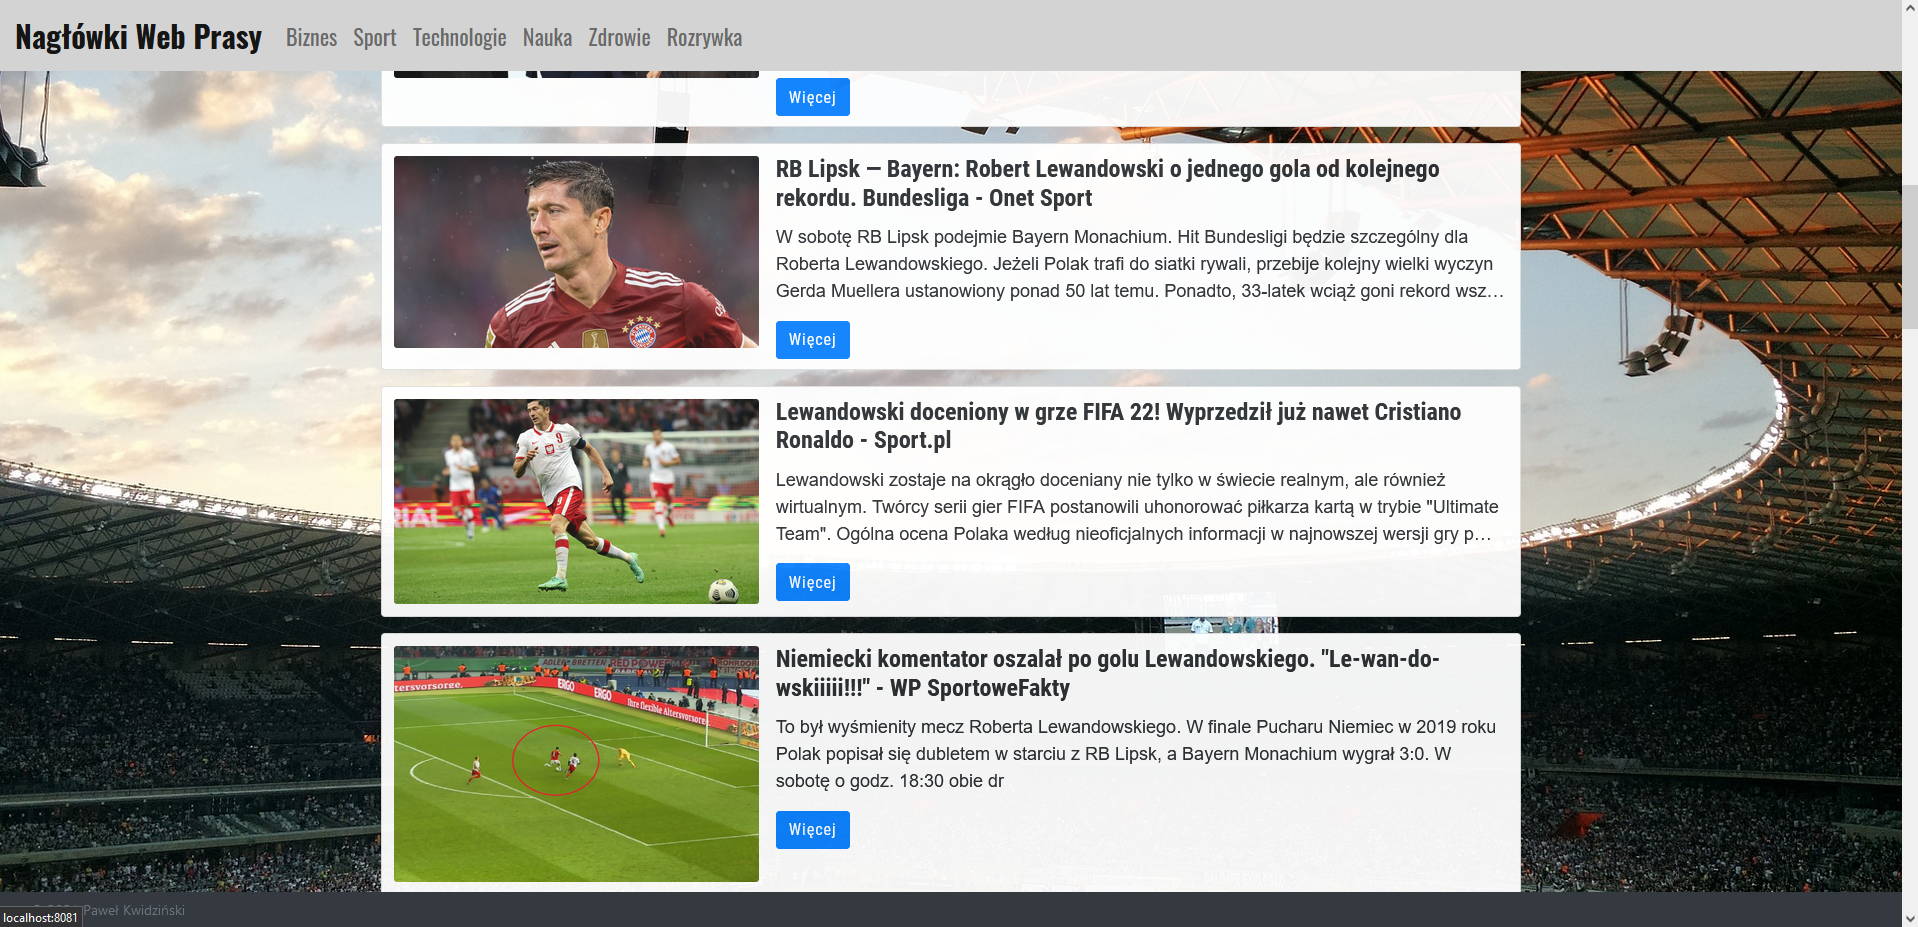 Nagłówki Web Prasy Biznes Sport Technologie Nauka Zdrowie Rozrywka
Więcej
RB Lipsk — Bayern: Robert Lewandowski o jednego gola od kolejnego
rekordu. Bundesliga - Onet Sport
W sobotę RB Lipsk podejmie Bayern Monachium. Hit Bundesligi będzie szczególny dla
Roberta Lewandowskiego. Jeżeli Polak trafi do siatki rywali, przebije kolejny wielki wyczyn
Gerda Muellera ustanowiony ponad 50 lat temu. Ponadto, 33-latek wciąż goni rekord wsz…
Więcej
Lewandowski doceniony w grze FIFA 22! Wyprzedził już nawet Cristiano
Ronaldo - Sport.pl
Lewandowski zostaje na okrągło doceniany nie tylko w świecie realnym, ale również
wirtualnym. Twórcy serii gier FIFA postanowili uhonorować piłkarza kartą w trybie "Ultimate
Team". Ogólna ocena Polaka według nieoficjalnych informacji w najnowszej wersji gry p…
Więcej
ERGO ERGO
Niemiecki komentator oszalał po golu Lewandowskiego. "Le-wan-do-
wskiiiii!!!" - WP SportoweFakty
To był wyśmienity mecz Roberta Lewandowskiego. W finale Pucharu Niemiec w 2019 roku
Polak popisał się dubletem w starciu z RB Lipsk, a Bayern Monachium wygrał 3:0. W
sobotę o godz. 18:30 obie dr
Więcej
Paweł Kwidziński
localhost:8081